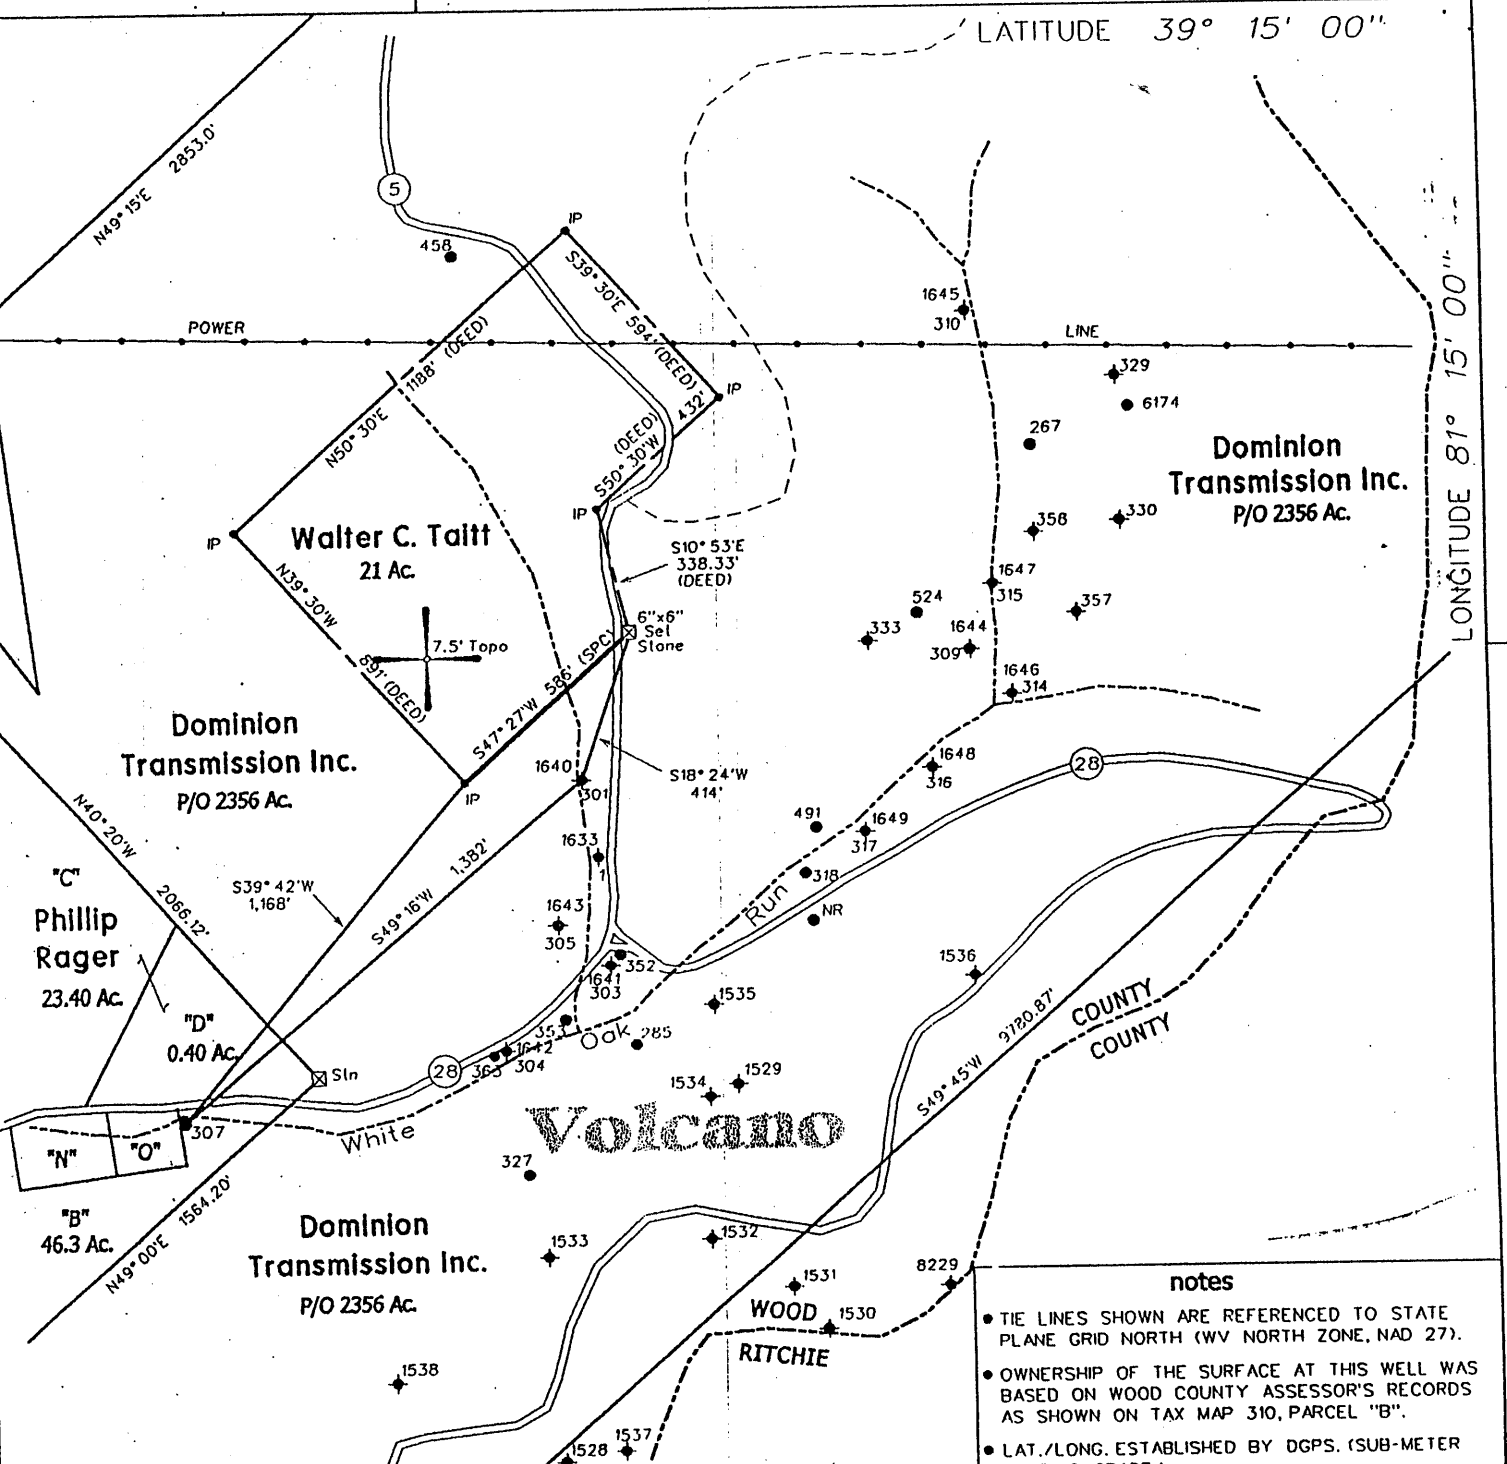 LATITUDE 39° 15' 00"
LONGITUDE 81° 15' 00"
N49° 15'E 2853.0'
5
458
IP
S39° 30'E 594' (DEED)
POWER
LINE
1188' (DEED)
N50° 30'E
IP
(DEED)
432'
S50° 30'W
IP
IP
Walter C. Taitt
21 Ac.
N39° 30'W
891' (DEED)
7.5' Topo
S10° 53'E
338.33'
(DEED)
6"x6"
Set
Stone
S47° 27'W 586' (SPC)
IP
S18° 24'W
414'
1645
310
329
6174
267
Dominion
Transmission Inc.
P/O 2356 Ac.
358
330
1647
315
357
524
333
1644
309
1646
314
1648
316
28
491
1649
317
318
NR
Run
Dominion
Transmission Inc.
P/O 2356 Ac.
N40° 20'W 2066.12'
1640
301
1633
1
1643
305
S39° 42'W
1,168'
S49° 16'W 1,382'
"C"
Phillip
Rager
23.40 Ac.
"D"
0.40 Ac.
352
1641
303
1535
353
Oak
285
1642
304
365
28
Stn
1536
COUNTY
COUNTY
S49° 45'W 9780.87'
1534
1529
Volcano
White
307
"N"
"O"
"B"
46.3 Ac.
N49° 00'E 1564.20'
327
Dominion
Transmission Inc.
P/O 2356 Ac.
1533
1532
1531
8229
WOOD
1530
RITCHIE
1538
1537
1528
notes
• TIE LINES SHOWN ARE REFERENCED TO STATE
PLANE GRID NORTH (WV NORTH ZONE, NAD 27).
• OWNERSHIP OF THE SURFACE AT THIS WELL WAS
BASED ON WOOD COUNTY ASSESSOR'S RECORDS
AS SHOWN ON TAX MAP 310, PARCEL "B".
• LAT./LONG. ESTABLISHED BY DGPS. (SUB-METER